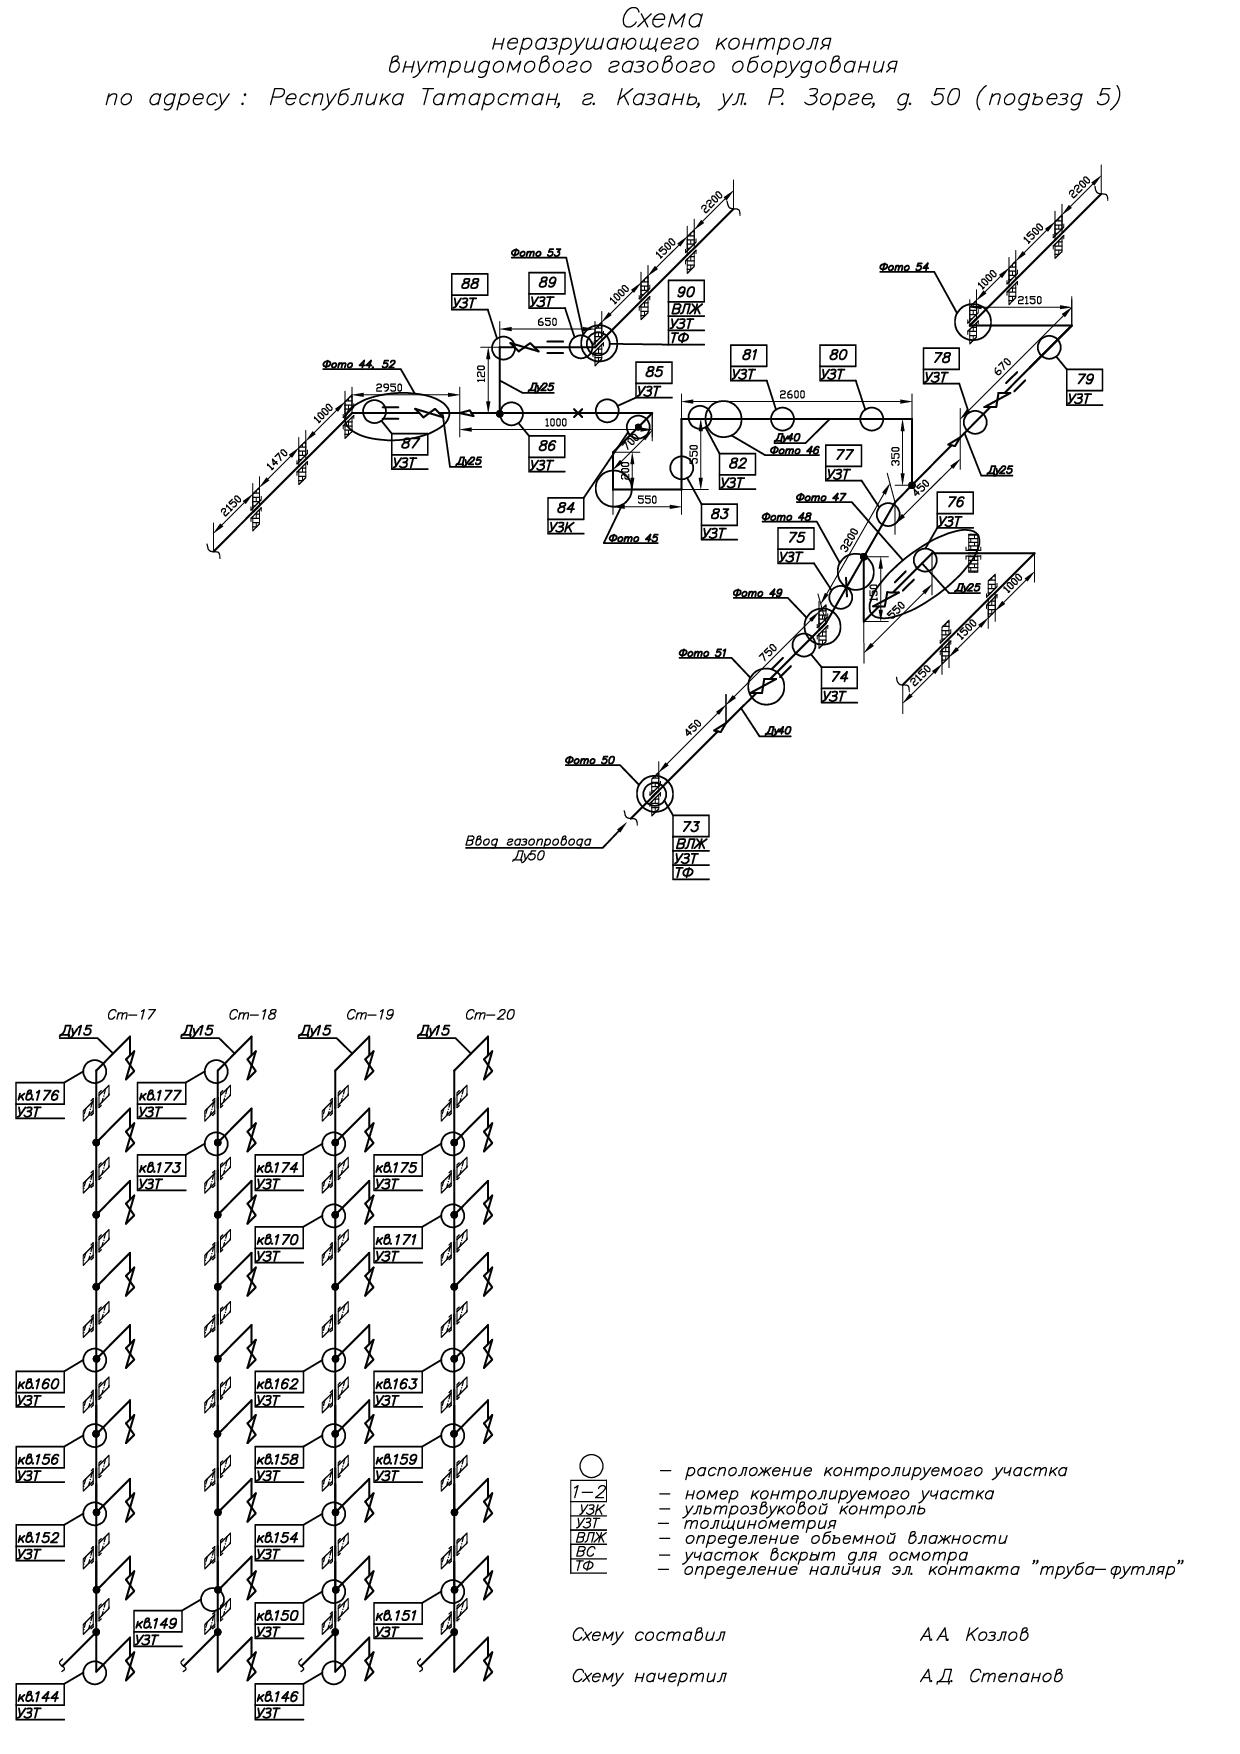 Схема
неразрушающего контроля
внутридомового газового оборудования
по адресу : Республика Татарстан, г. Казань, ул. Р. Зорге, д. 50 (подъезд 5)
2200
1500
1000
Фото 53
88
УЗТ
89
УЗТ
90
ВЛЖ
УЗТ
ТФ
650
120
Ду25
Фото 44, 52
2950
1000
1470
2150
87
УЗТ
Ду25
1000
86
УЗТ
85
УЗТ
700
200
84
УЗК
550
Фото 45
550
83
УЗТ
82
УЗТ
81
УЗТ
80
УЗТ
2600
Ду40
Фото 46
350
Фото 54
2200
1500
1000
2150
670
79
УЗТ
78
УЗТ
Ду25
450
77
УЗТ
Фото 47
Фото 48
76
УЗТ
75
УЗТ
3200
150
550
Ду25
1000
1500
2150
Фото 49
750
74
УЗТ
Фото 51
450
Ду40
Фото 50
73
ВЛЖ
УЗТ
ТФ
Ввод газопровода
Ду50
Ст-17 Ст-18 Ст-19 Ст-20
Ду15 Ду15 Ду15 Ду15
кв.176 кв.177
УЗТ УЗТ
кв.173 кв.174 кв.175
УЗТ УЗТ УЗТ
кв.170 кв.171
УЗТ УЗТ
кв.160 кв.162 кв.163
УЗТ УЗТ УЗТ
кв.156 кв.158 кв.159
УЗТ УЗТ УЗТ
кв.152 кв.154
УЗТ УЗТ
кв.149 кв.150 кв.151
УЗТ УЗТ УЗТ
кв.144 кв.146
УЗТ УЗТ
— расположение контролируемого участка
1-2 — номер контролируемого участка
УЗК — ультрозвуковой контроль
УЗТ — толщинометрия
ВЛЖ — определение объемной влажности
ВС — участок вскрыт для осмотра
ТФ — определение наличия эл. контакта "труба-футляр"
Схему составил А.А. Козлов
Схему начертил А.Д. Степанов